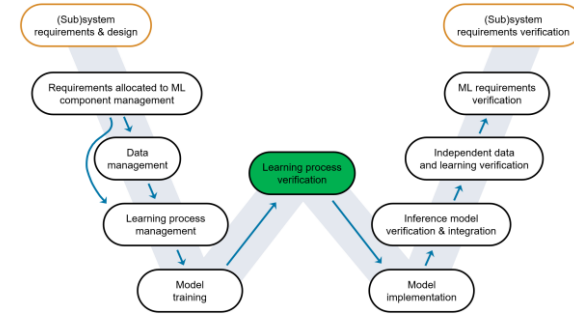 (Sub)system
requirements & design
(Sub)system
requirements verification
Requirements allocated to ML
component management
ML requirements
verification
Data
management
Learning process
verification
Independent data
and learning verification
Learning process
management
Inference model
verification & integration
Model
training
Model
implementation